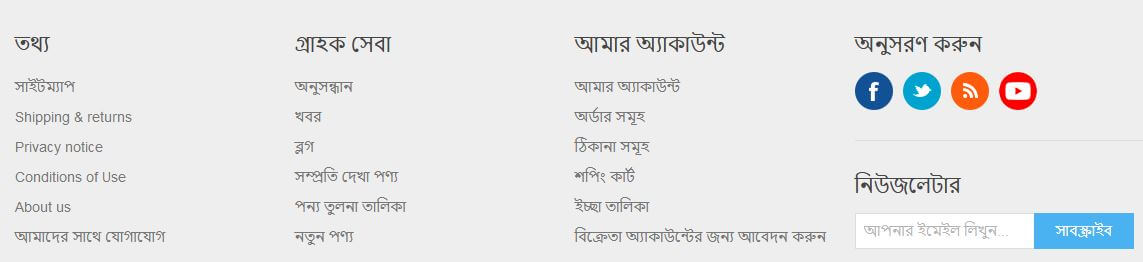 তথ্য
সাইটম্যাপ
Shipping & returns
Privacy notice
Conditions of Use
About us
আমাদের সাথে যোগাযোগ
গ্রাহক সেবা
অনুসন্ধান
খবর
ব্লগ
সম্প্রতি দেখা পণ্য
পন্য তুলনা তালিকা
নতুন পণ্য
আমার অ্যাকাউন্ট
আমার অ্যাকাউন্ট
অর্ডার সমূহ
ঠিকানা সমূহ
শপিং কার্ট
ইচ্ছা তালিকা
বিক্রেতা অ্যাকাউন্টের জন্য আবেদন করুন
অনুসরণ করুন
নিউজলেটার
আপনার ইমেইল লিখুন...
সাবস্ক্রাইব